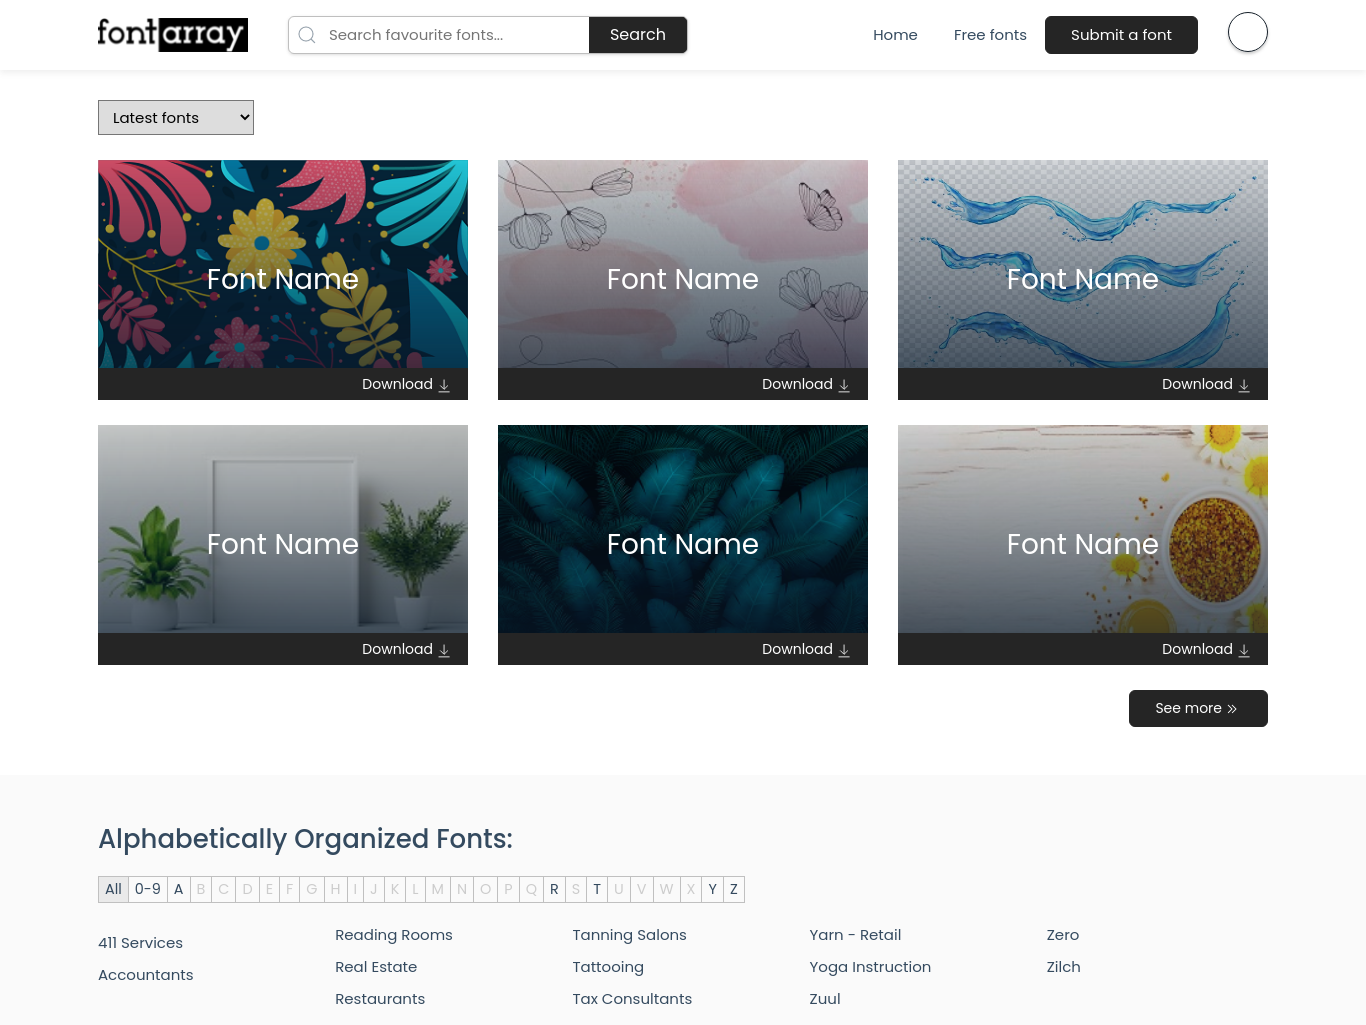 fontarray
Search favourite fonts...
Search
Home
Free fonts
Submit a font
Latest fonts
Font Name
Font Name
Font Name
Download
Download
Download
Font Name
Font Name
Font Name
Download
Download
Download
See more
Alphabetically Organized Fonts:
All 0-9 A B C D E F G H I J K L M N O P Q R S T U V W X Y Z
411 Services
Accountants
Reading Rooms
Real Estate
Restaurants
Tanning Salons
Tattooing
Tax Consultants
Yarn - Retail
Yoga Instruction
Zuul
Zero
Zilch